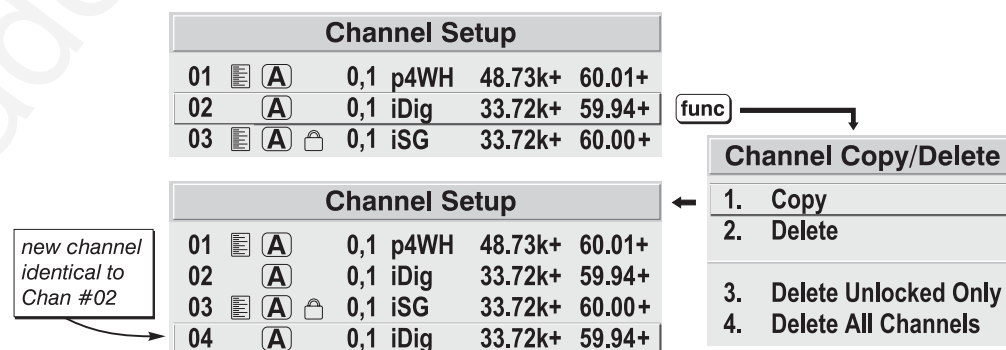 Channel Setup
01 A 0,1 p4WH 48.73k+ 60.01+
02 A 0,1 iDig 33.72k+ 59.94+
03 A 0,1 iSG 33.72k+ 60.00+
func
Channel Copy/Delete
1. Copy
2. Delete
3. Delete Unlocked Only
4. Delete All Channels
Channel Setup
01 A 0,1 p4WH 48.73k+ 60.01+
02 A 0,1 iDig 33.72k+ 59.94+
03 A 0,1 iSG 33.72k+ 60.00+
04 A 0,1 iDig 33.72k+ 59.94+
new channel
identical to
Chan #02